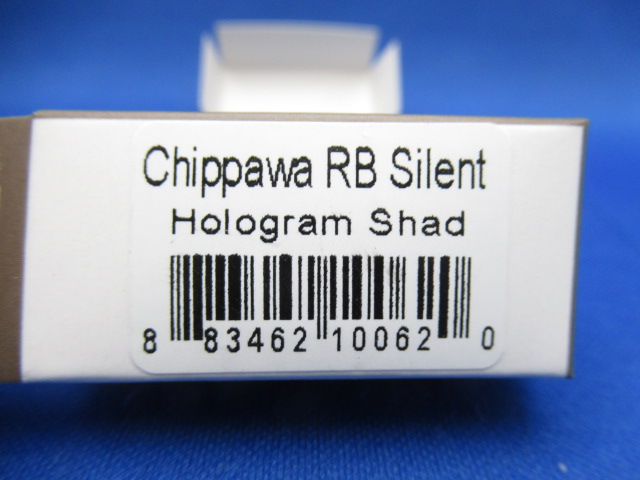 Chippawa RB Silent
Hologram Shad
8 83462 10062 0